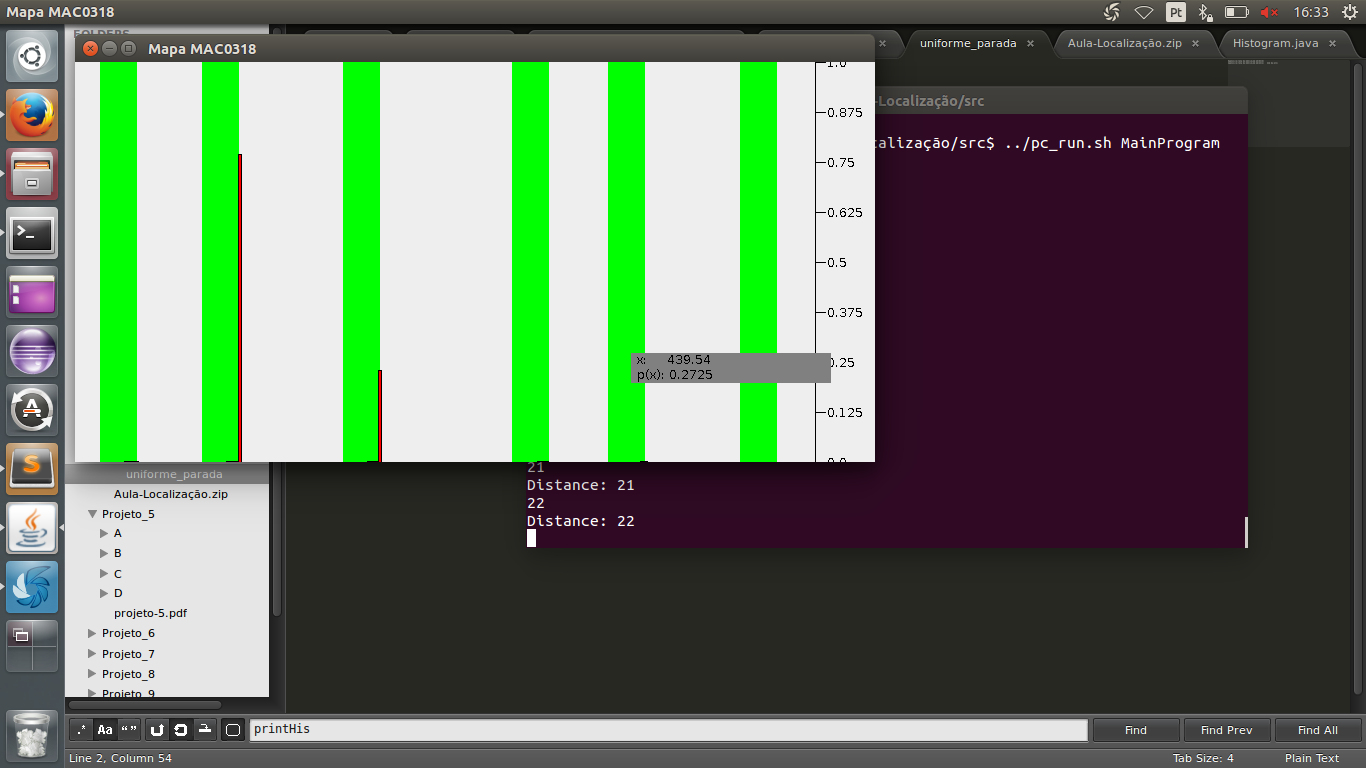 Mapa MAC0318
Pt
16:33
FOLDERS
Mapa MAC0318
uniforme_parada
Aula-Localização.zip
Histogram.java
-Localização/src
calização/src$ ../pc_run.sh MainProgram
1.0
0.875
0.75
0.625
0.5
0.375
0.25
0.125
0.0
x: 439.54
p(x): 0.2725
21
Distance: 21
22
Distance: 22
uniforme_parada
Aula-Localização.zip
Projeto_5
A
B
C
D
projeto-5.pdf
Projeto_6
Projeto_7
Projeto_8
Projeto_9
.* Aa “ ”
printHis
Find
Find Prev
Find All
Line 2, Column 54
Tab Size: 4
Plain Text